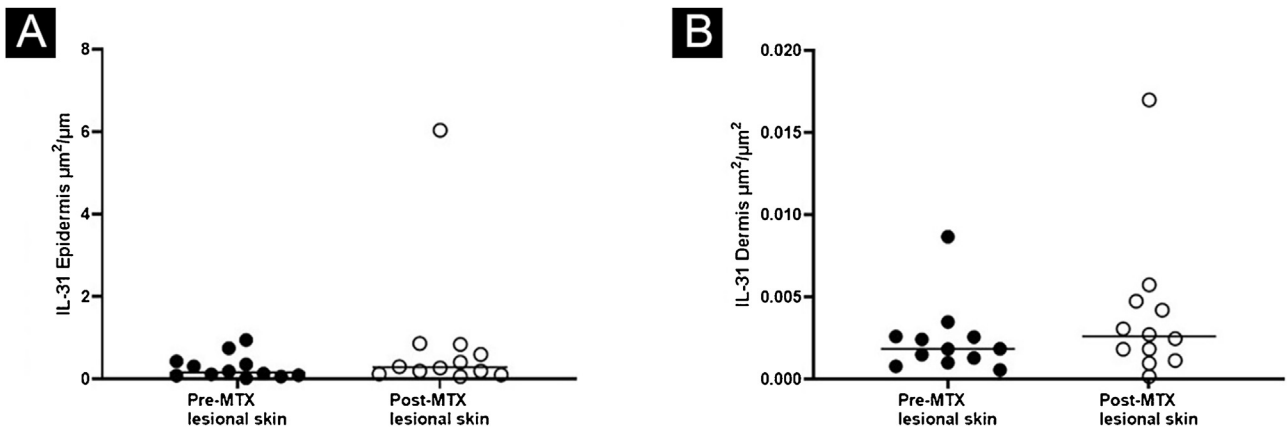 A
8
6
4
2
0
IL-31 Epidermis µm²/µm
Pre-MTX
lesional skin
Post-MTX
lesional skin
B
0.020
0.015
0.010
0.005
0.000
IL-31 Dermis µm²/µm²
Pre-MTX
lesional skin
Post-MTX
lesional skin